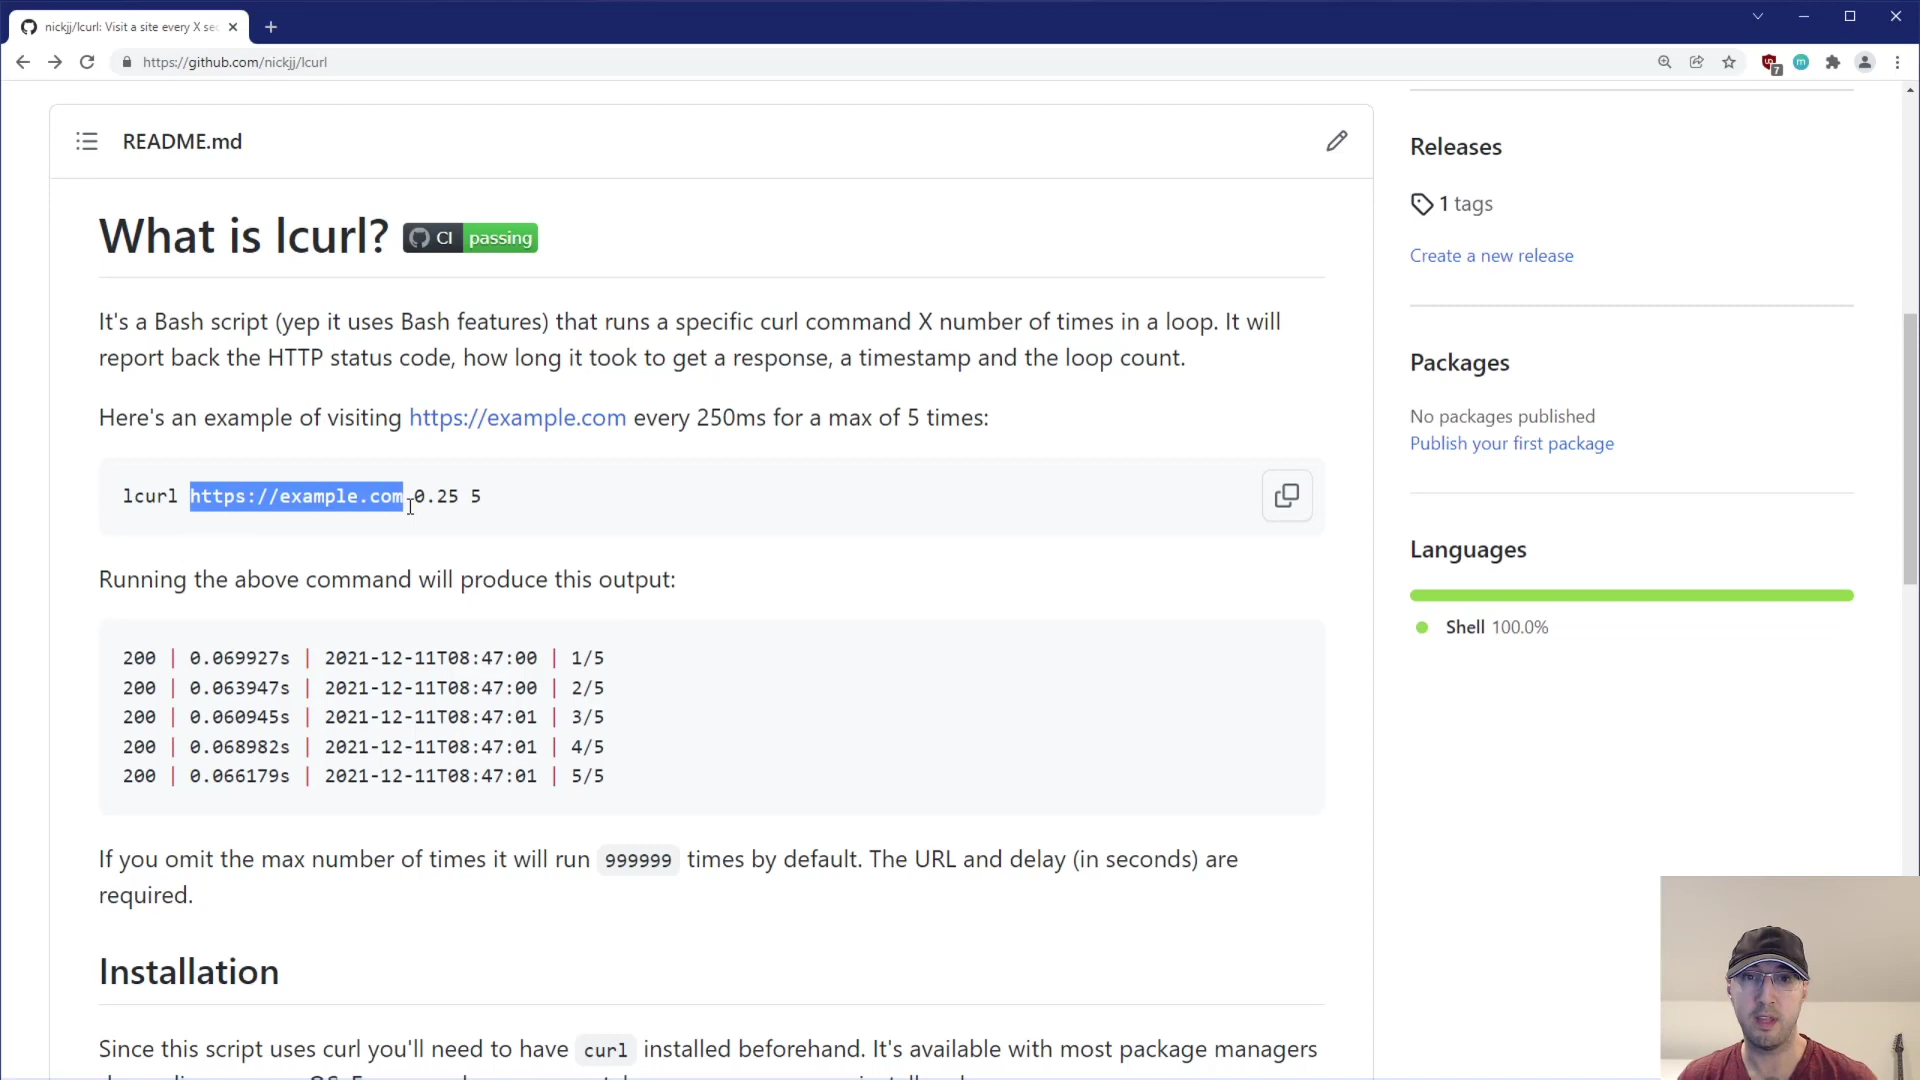 nickjj/lcurl: Visit a site every X sec
https://github.com/nickjj/lcurl
7
m
README.md
What is lcurl?
CI passing
It's a Bash script (yep it uses Bash features) that runs a specific curl command X number of times in a loop. It will
report back the HTTP status code, how long it took to get a response, a timestamp and the loop count.
Here's an example of visiting https://example.com every 250ms for a max of 5 times:
lcurl https://example.com 0.25 5
Running the above command will produce this output:
200 | 0.069927s | 2021-12-11T08:47:00 | 1/5
200 | 0.063947s | 2021-12-11T08:47:00 | 2/5
200 | 0.060945s | 2021-12-11T08:47:01 | 3/5
200 | 0.068982s | 2021-12-11T08:47:01 | 4/5
200 | 0.066179s | 2021-12-11T08:47:01 | 5/5
If you omit the max number of times it will run 999999 times by default. The URL and delay (in seconds) are
required.
Installation
Since this script uses curl you'll need to have curl installed beforehand. It's available with most package managers
Releases
1 tags
Create a new release
Packages
No packages published
Publish your first package
Languages
Shell 100.0%